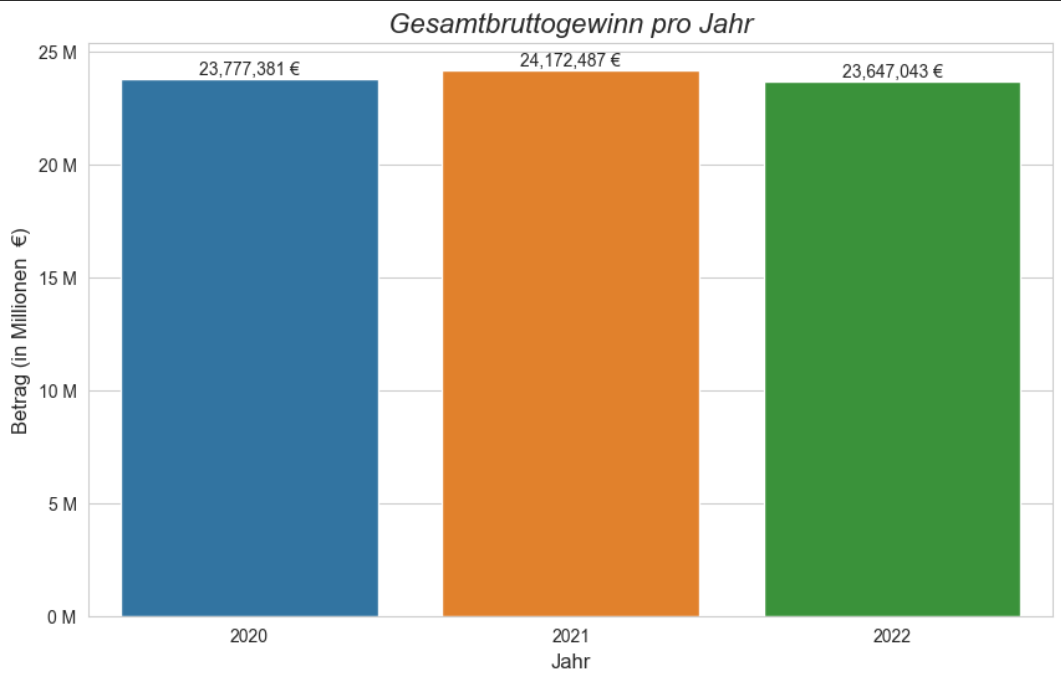 Gesamtbruttogewinn pro Jahr
25 M
23,777,381 €
24,172,487 €
23,647,043 €
20 M
15 M
10 M
5 M
0 M
Betrag (in Millionen  €)
2020
2021
2022
Jahr